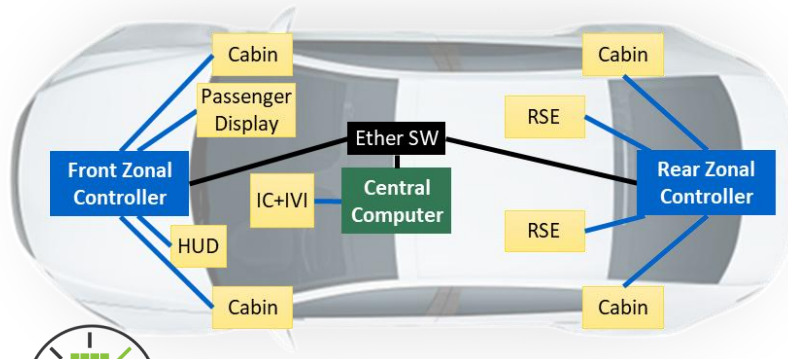 Cabin
Cabin
Passenger
Display
RSE
Ether SW
Front Zonal
Controller
Rear Zonal
Controller
IC+IVI
Central
Computer
HUD
RSE
Cabin
Cabin